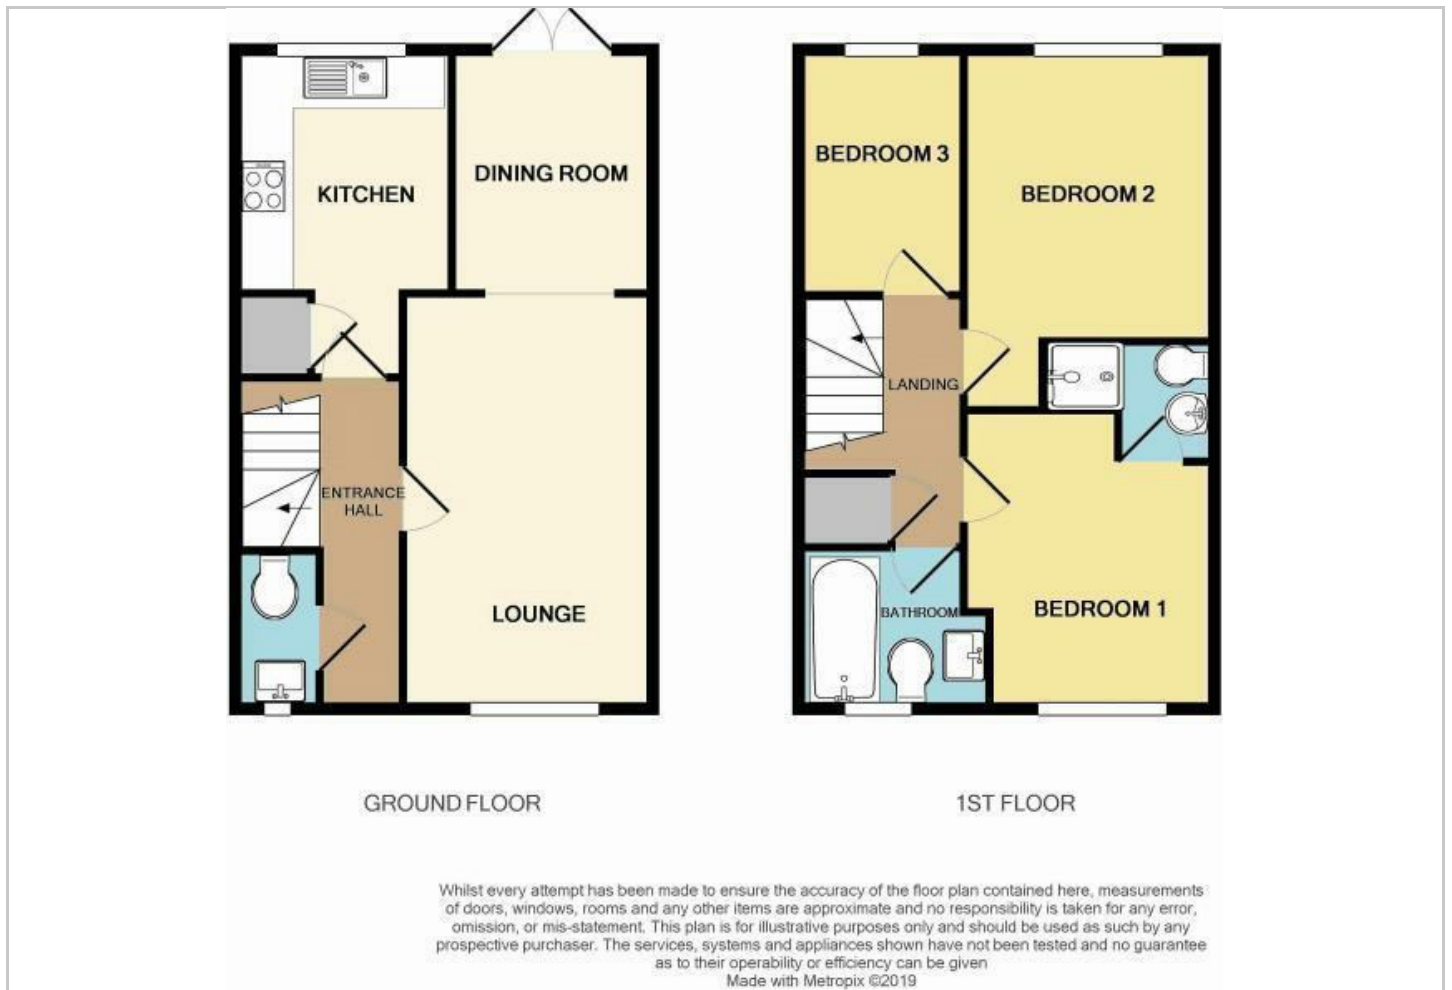 KITCHEN
DINING ROOM
ENTRANCE
HALL
LOUNGE
BEDROOM 3
BEDROOM 2
LANDING
BATHROOM
BEDROOM 1
GROUND FLOOR
1ST FLOOR
Whilst every attempt has been made to ensure the accuracy of the floor plan contained here, measurements
of doors, windows, rooms and any other items are approximate and no responsibility is taken for any error,
omission, or mis-statement. This plan is for illustrative purposes only and should be used as such by any
prospective purchaser. The services, systems and appliances shown have not been tested and no guarantee
as to their operability or efficiency can be given
Made with Metropix ©2019